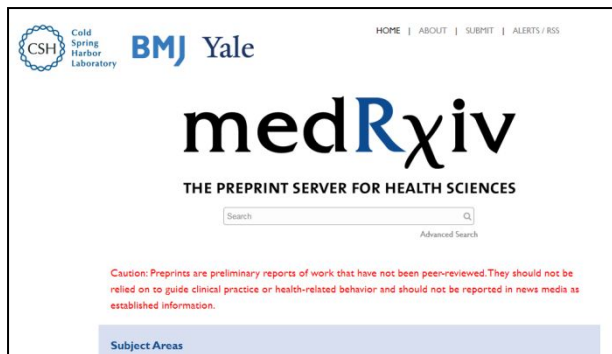 HOME | ABOUT | SUBMIT | ALERTS / RSS
CSH
Cold
Spring
Harbor
Laboratory
BMJ Yale
medRχiv
THE PREPRINT SERVER FOR HEALTH SCIENCES
Search
Advanced Search
Caution: Preprints are preliminary reports of work that have not been peer-reviewed. They should not be
relied on to guide clinical practice or health-related behavior and should not be reported in news media as
established information.
Subject Areas